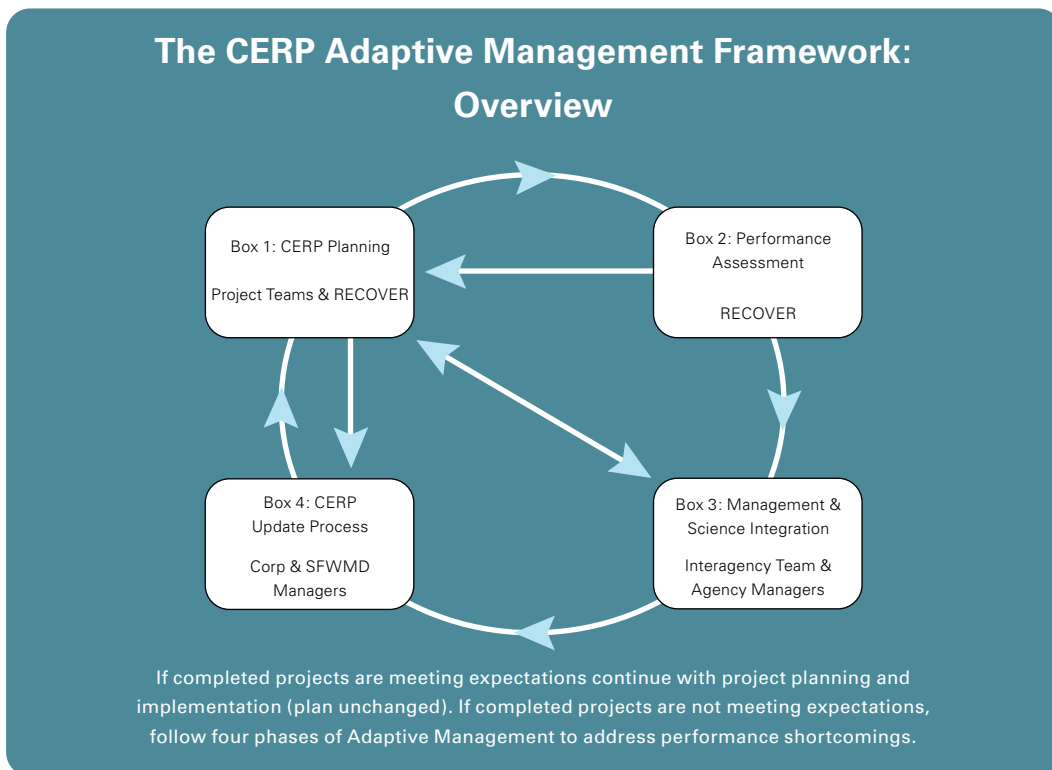 The CERP Adaptive Management Framework:
Overview
Box 1: CERP Planning
Project Teams & RECOVER
Box 2: Performance
Assessment
RECOVER
Box 4: CERP
Update Process
Corp & SFWMD
Managers
Box 3: Management &
Science Integration
Interagency Team &
Agency Managers
If completed projects are meeting expectations continue with project planning and
implementation (plan unchanged). If completed projects are not meeting expectations,
follow four phases of Adaptive Management to address performance shortcomings.